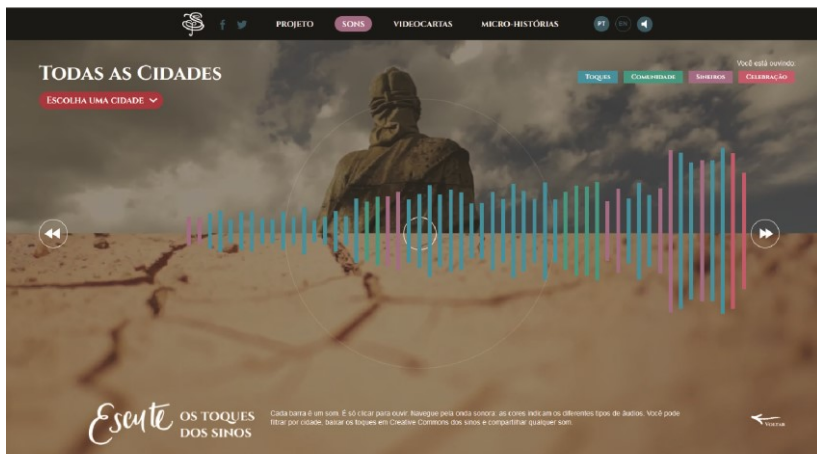 PROJETO SONS VIDEOCARTAS MICRO-HISTÓRIAS PT EN
TODAS AS CIDADES
ESCOLHA UMA CIDADE
Você está ouvindo:
TOQUES COMUNIDADE SINEIROS CELEBRAÇÃO
Escute OS TOQUES
DOS SINOS
Cada barra é um som. É só clicar para ouvir. Navegue pela onda sonora: as cores indicam os diferentes tipos de áudios. Você pode
filtrar por cidade, baixar os toques em Creative Commons dos sinos e compartilhar qualquer som.
VOLTAR